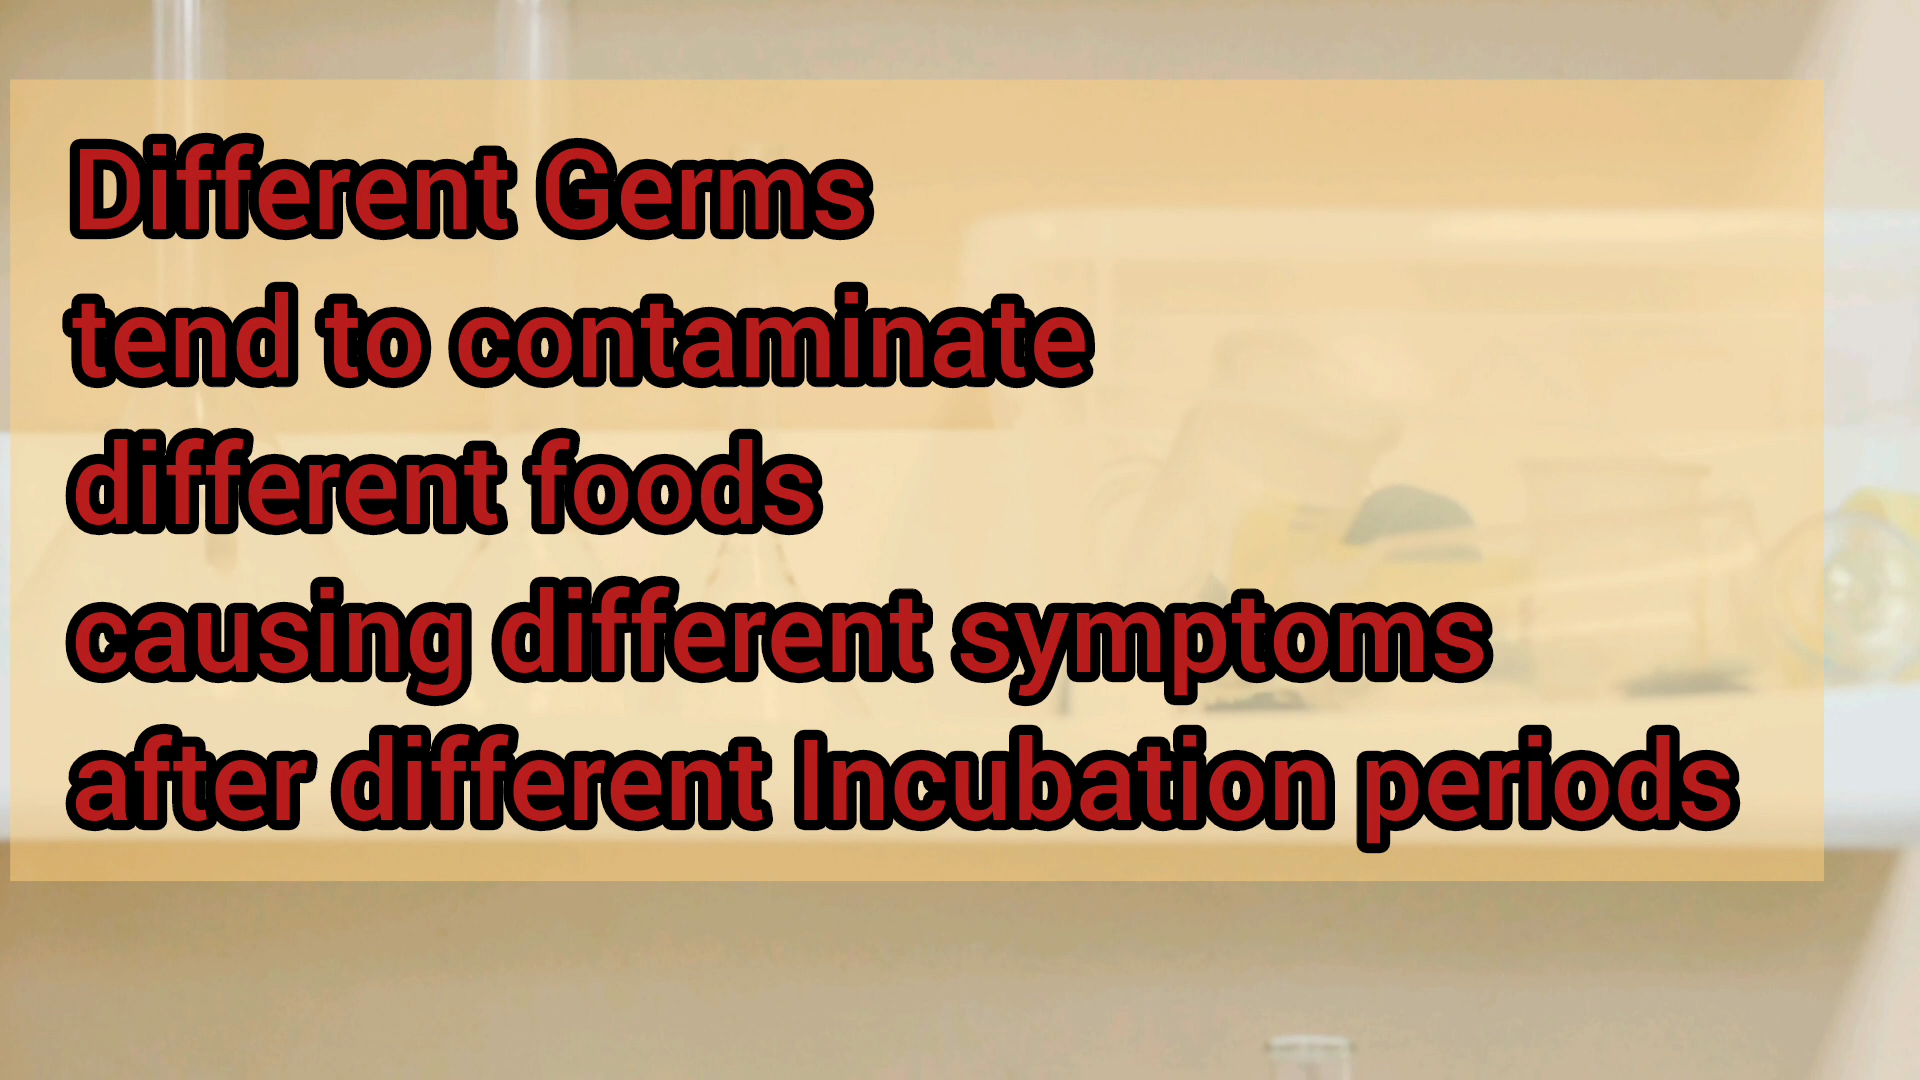 Different Germs
tend to contaminate
different foods
causing different symptoms
after different Incubation periods